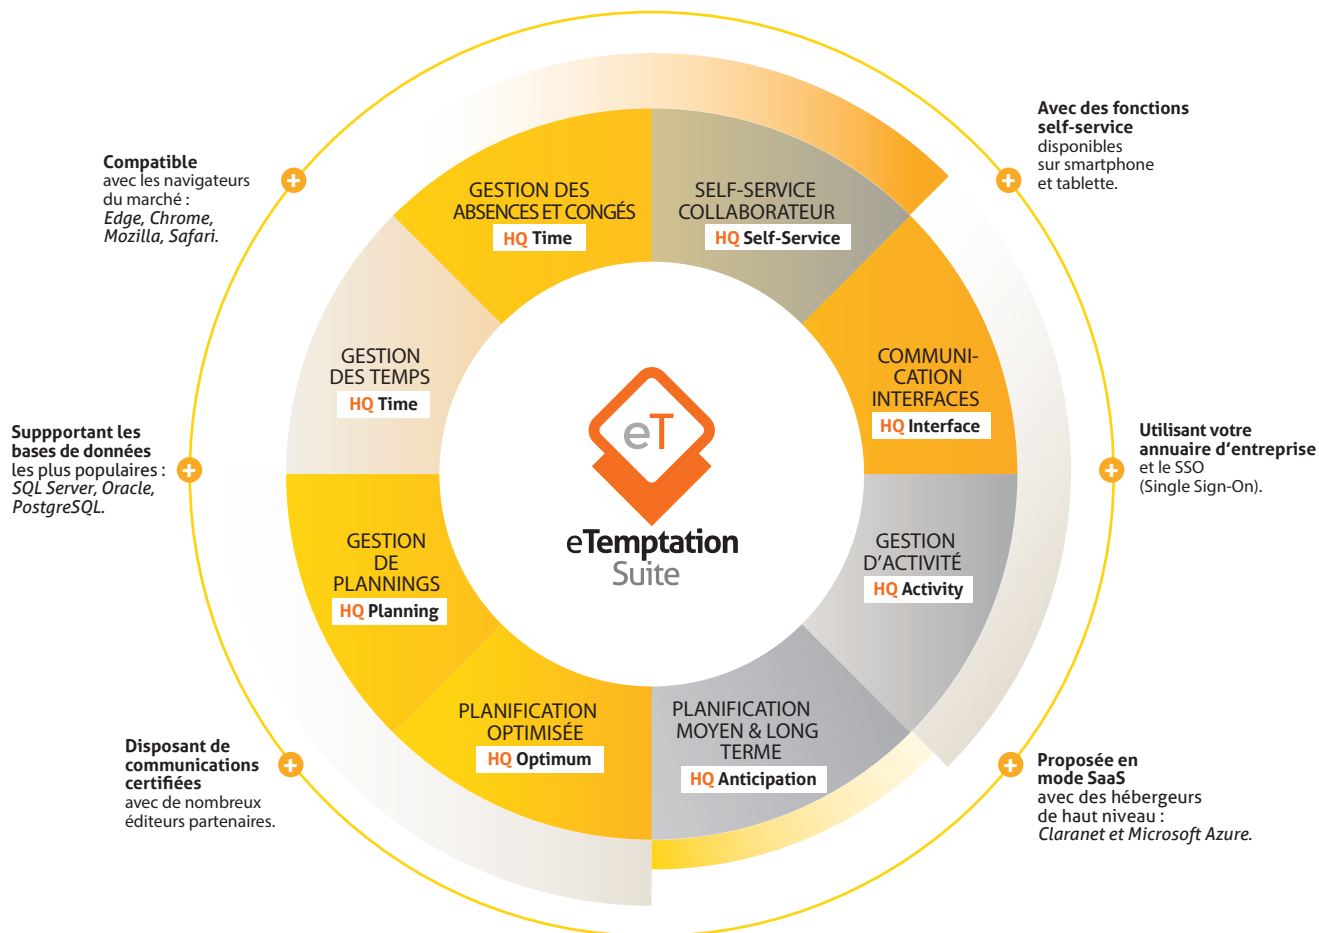 Avec des fonctions
self-service
disponibles
sur smartphone
et tablette.
Compatible
avec les navigateurs
du marché :
Edge, Chrome,
Mozilla, Safari.
GESTION DES
ABSENCES ET CONGÉS
HQ Time
SELF-SERVICE
COLLABORATEUR
HQ Self-Service
GESTION
DES TEMPS
HQ Time
COMMUNI-
CATION
INTERFACES
HQ Interface
eT
eTemptation
Suite
Suppportant les
bases de données
les plus populaires :
SQL Server, Oracle,
PostgreSQL.
Utilisant votre
annuaire d'entreprise
et le SSO
(Single Sign-On).
GESTION
DE
PLANNINGS
HQ Planning
GESTION
D'ACTIVITÉ
HQ Activity
PLANIFICATION
OPTIMISÉE
HQ Optimum
PLANIFICATION
MOYEN & LONG
TERME
HQ Anticipation
Disposant de
communications
certifiées
avec de nombreux
éditeurs partenaires.
Proposée en
mode SaaS
avec des hébergeurs
de haut niveau :
Claranet et Microsoft Azure.